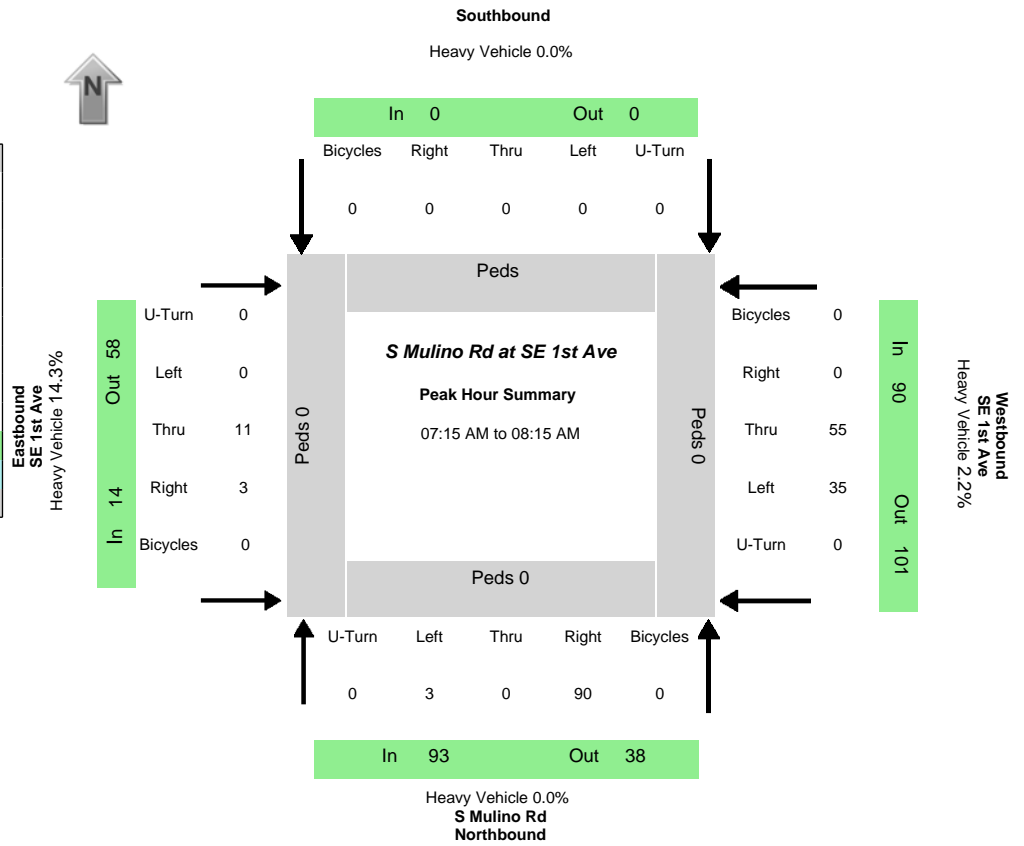 Southbound
Heavy Vehicle 0.0%
N
In 0 Out 0
Bicycles Right Thru Left U-Turn
0 0 0 0 0
Peds
Eastbound
SE 1st Ave
Heavy Vehicle 14.3%
In 14 Out 58
U-Turn 0
Left 0
Thru 11
Right 3
Bicycles 0
Peds 0
S Mulino Rd at SE 1st Ave
Peak Hour Summary
07:15 AM to 08:15 AM
Peds 0
Bicycles 0
Right 0
Thru 55
Left 35
U-Turn 0
In 90 Out 101
Westbound
SE 1st Ave
Heavy Vehicle 2.2%
Peds 0
U-Turn Left Thru Right Bicycles
0 3 0 90 0
In 93 Out 38
Heavy Vehicle 0.0%
S Mulino Rd
Northbound